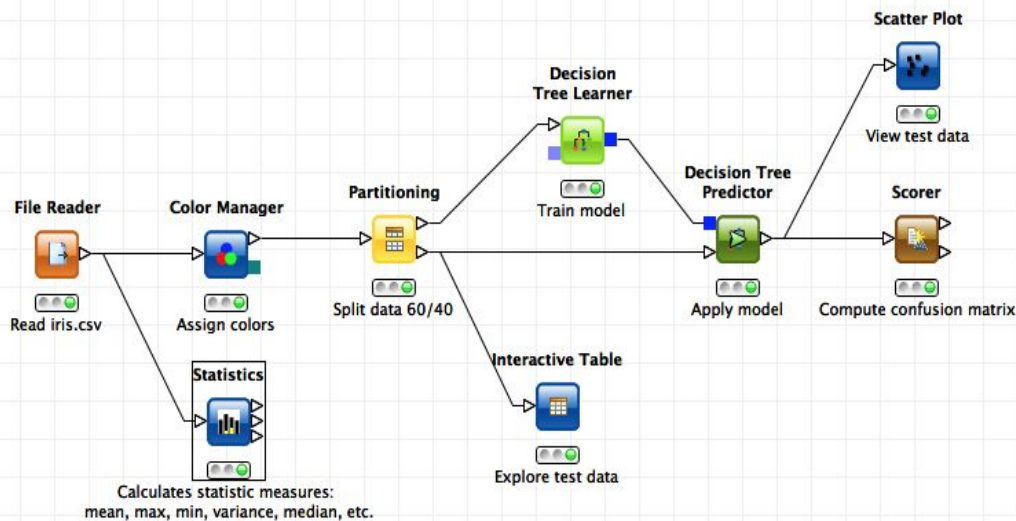 Scatter Plot
View test data
Decision
Tree Learner
Train model
Decision Tree
Predictor
Apply model
Scorer
Compute confusion matrix
Partitioning
Split data 60/40
File Reader
Read iris.csv
Color Manager
Assign colors
Interactive Table
Explore test data
Statistics
Calculates statistic measures:
mean, max, min, variance, median, etc.